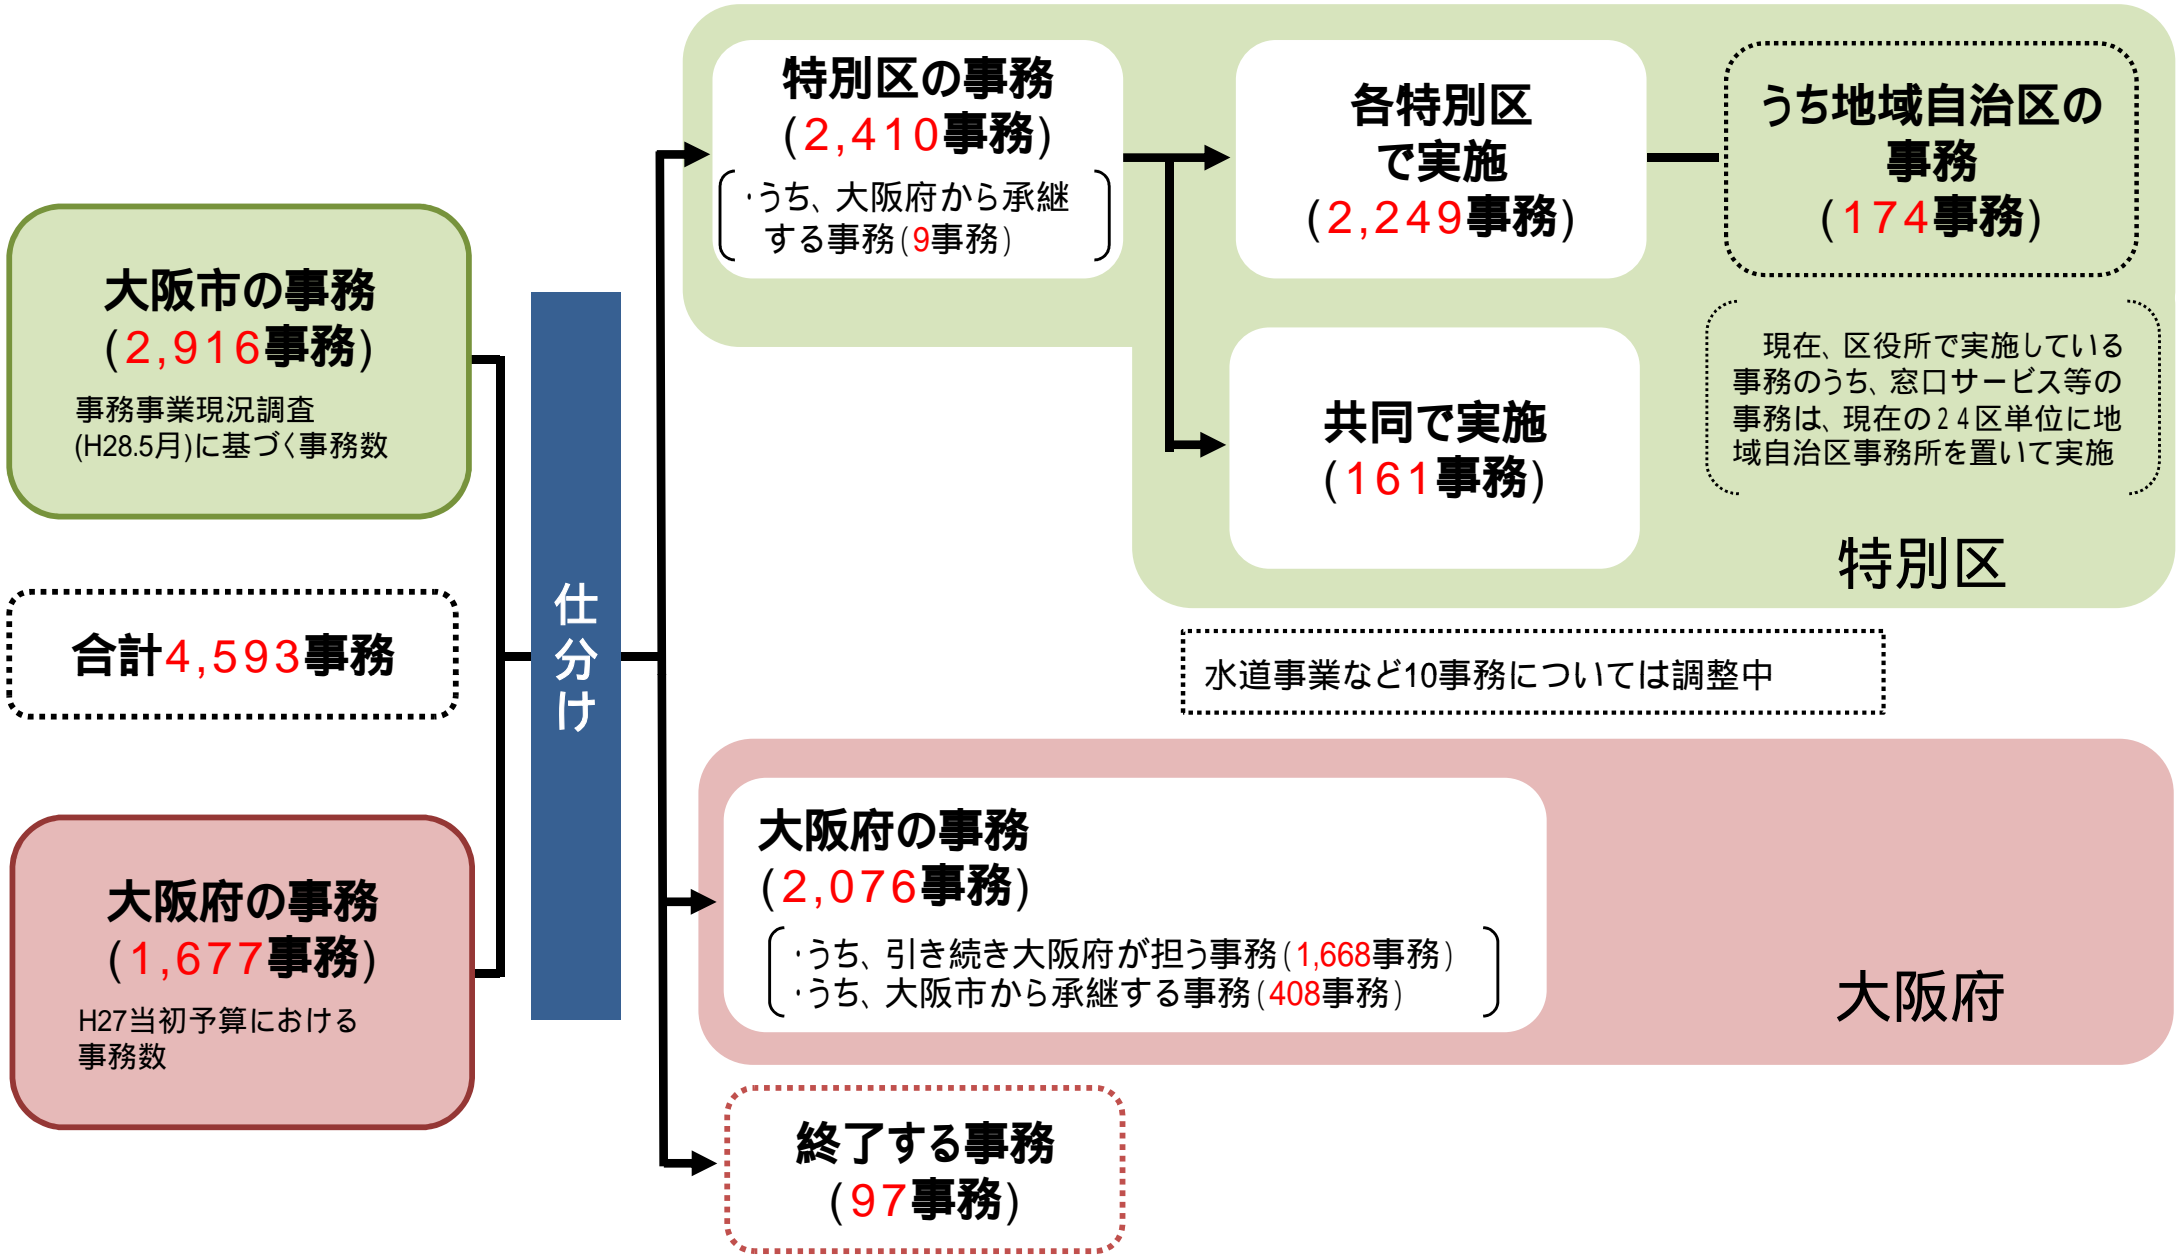 大阪市の事務
(2,916事務)
事務事業現況調査
(H28.5月)に基づく事務数
合計4,593事務
大阪府の事務
(1,677事務)
H27当初予算における
事務数
仕分け
特別区の事務
(2,410事務)
・うち、大阪府から承継
する事務(9事務)
各特別区
で実施
(2,249事務)
うち地域自治区の
事務
(174事務)
共同で実施
(161事務)
現在、区役所で実施している
事務のうち、窓口サービス等の
事務は、現在の24区単位に地
域自治区事務所を置いて実施
特別区
水道事業など10事務については調整中
大阪府の事務
(2,076事務)
・うち、引き続き大阪府が担う事務(1,668事務)
・うち、大阪市から承継する事務(408事務)
大阪府
終了する事務
(97事務)